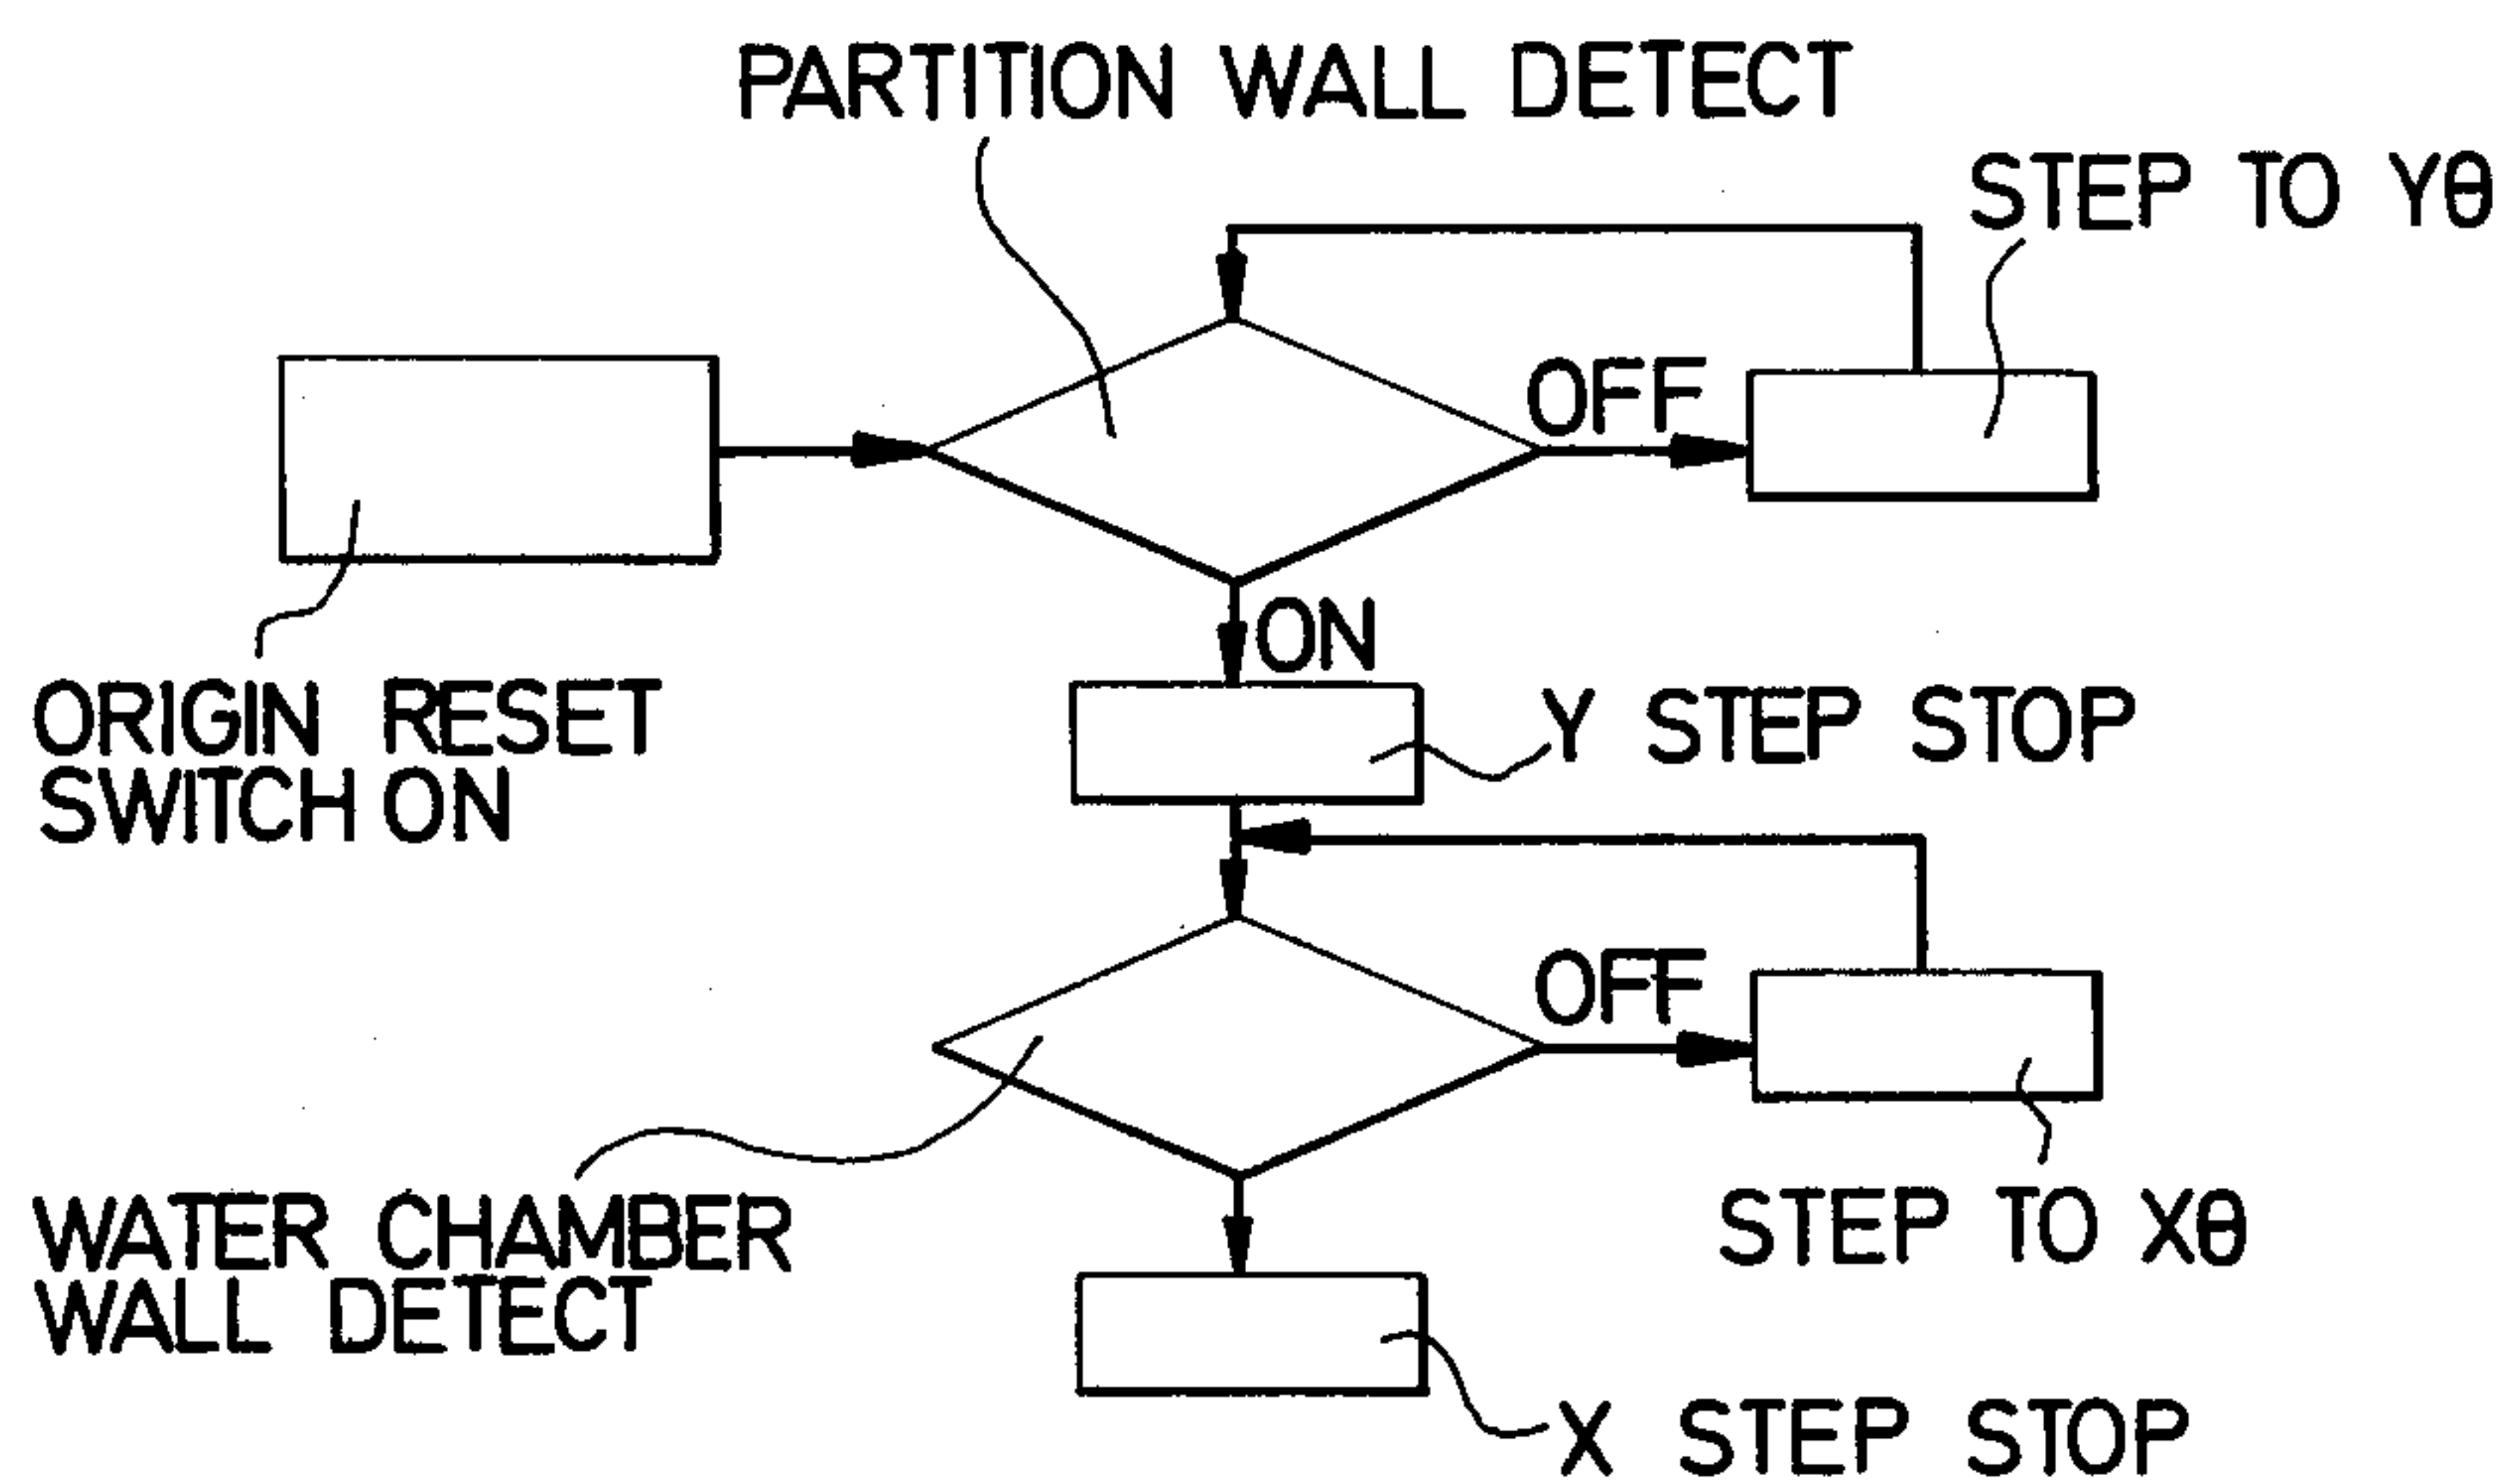 PARTITION WALL DETECT
STEP TO Yθ
OFF
ON
ORIGIN RESET
SWITCH ON
Y STEP STOP
OFF
WATER CHAMBER
WALL DETECT
STEP TO Xθ
X STEP STOP